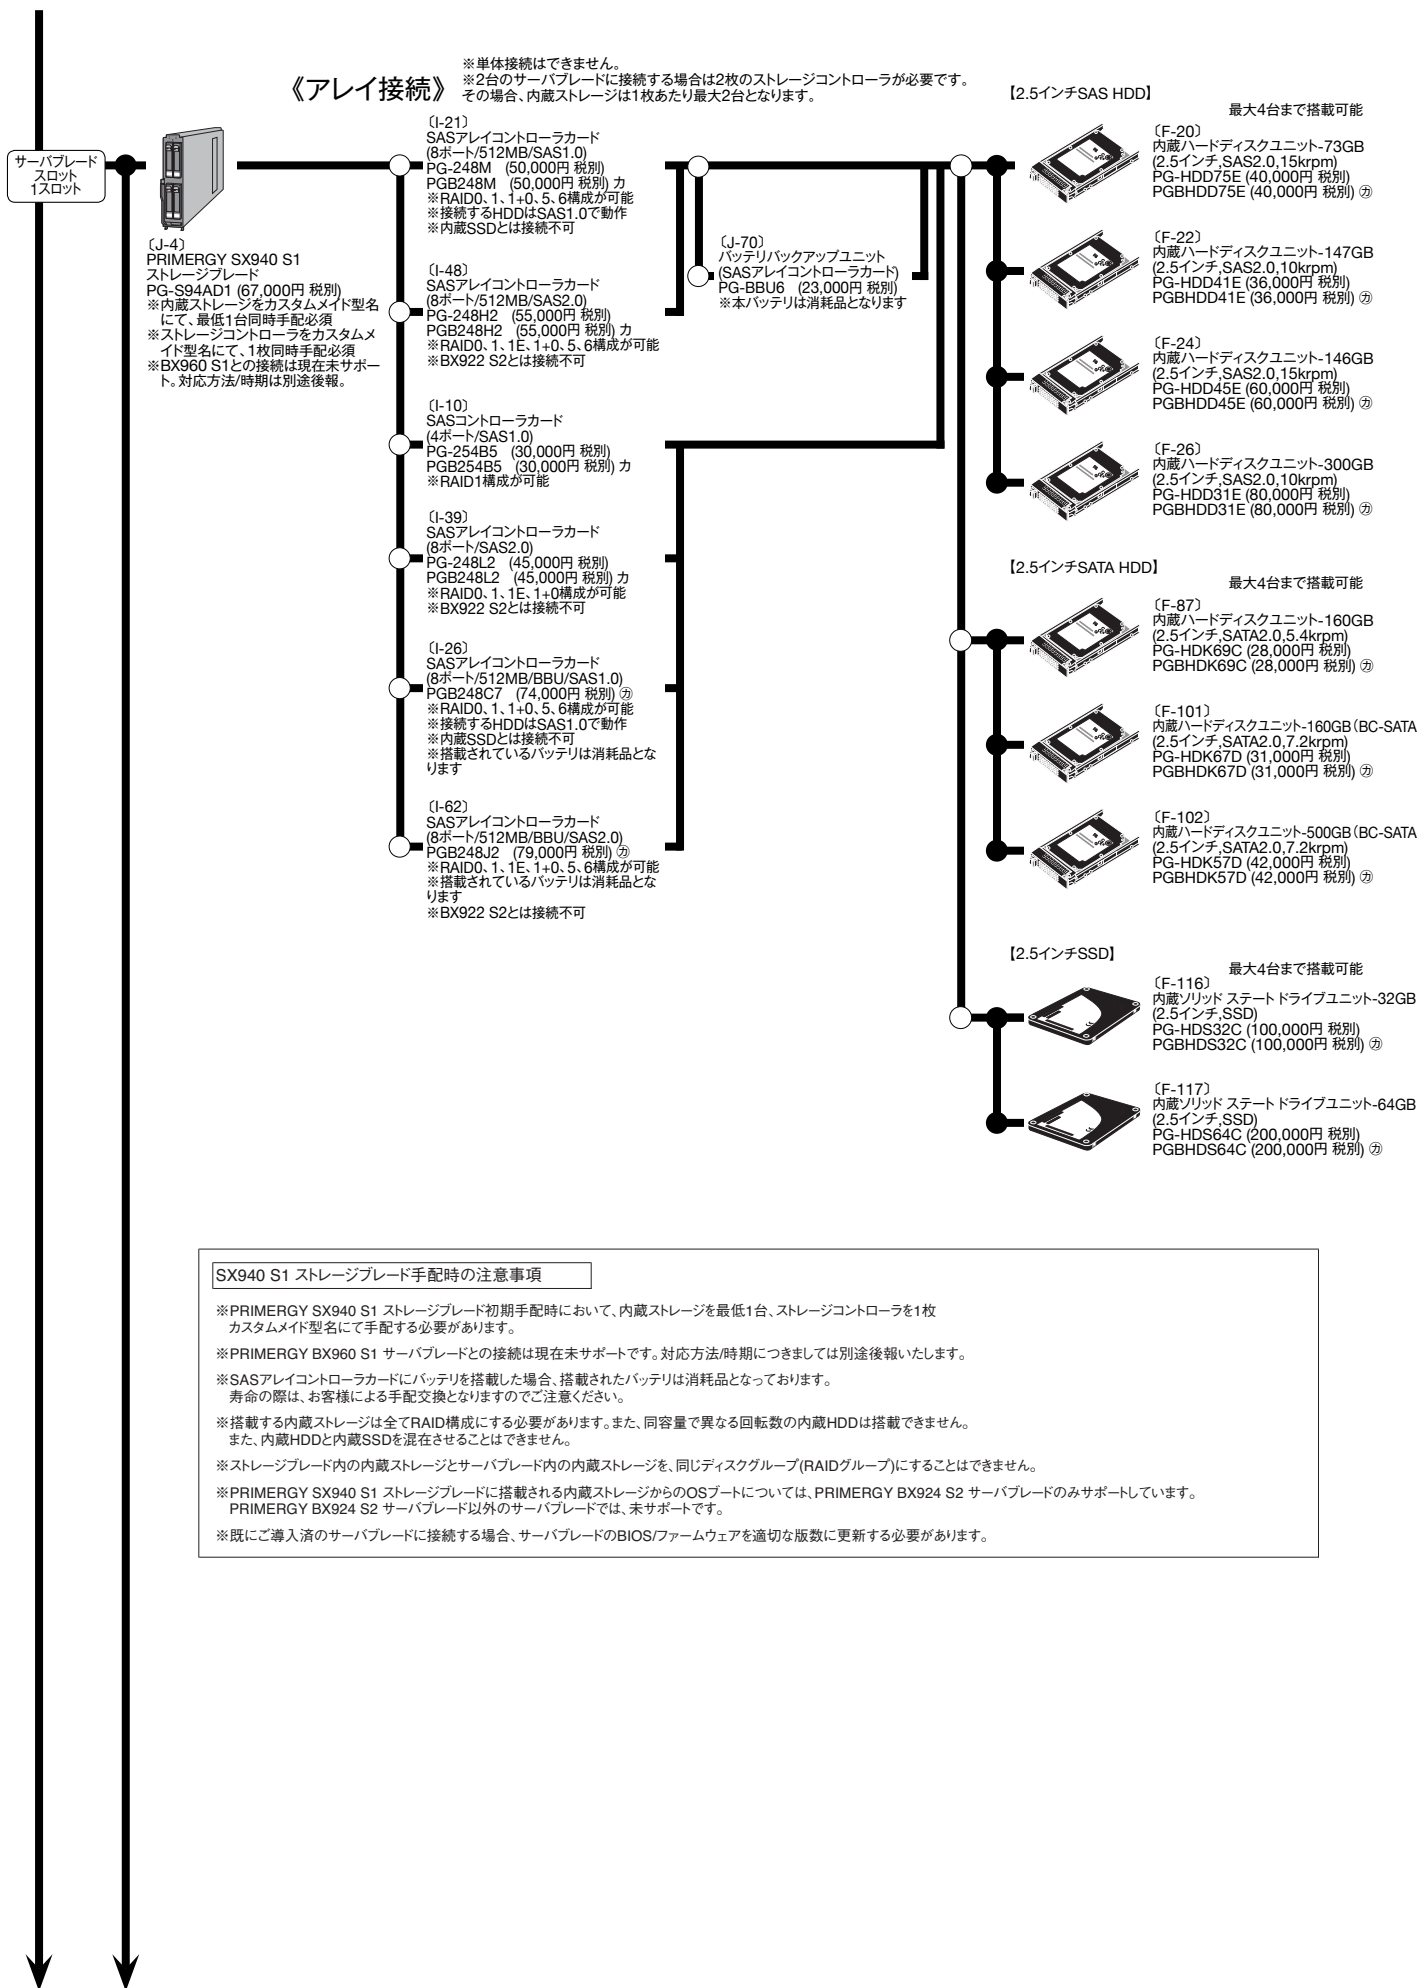 ※単体接続はできません。
《アレイ接続》 ※2台のサーバブレードに接続する場合は2枚のストレージコントローラが必要です。
その場合、内蔵ストレージは1枚あたり最大2台となります。
サーバブレード
スロット
1スロット
〔J-4〕
PRIMERGY SX940 S1
ストレージブレード
PG-S94AD1 (67,000円 税別)
※内蔵ストレージをカスタムメイド型名
にて、最低1台同時手配必須
※ストレージコントローラをカスタムメ
イド型名にて、1枚同時手配必須
※BX960 S1との接続は現在未サポー
ト。対応方法/時期は別途後報。
〔I-21〕
SASアレイコントローラカード
(8ポート/512MB/SAS1.0)
PG-248M (50,000円 税別)
PGB248M (50,000円 税別) カ
※RAID0、1、1+0、5、6構成が可能
※接続するHDDはSAS1.0で動作
※内蔵SSDとは接続不可
〔I-48〕
SASアレイコントローラカード
(8ポート/512MB/SAS2.0)
PG-248H2 (55,000円 税別)
PGB248H2 (55,000円 税別) カ
※RAID0、1、1E、1+0、5、6構成が可能
※BX922 S2とは接続不可
〔I-10〕
SASコントローラカード
(4ポート/SAS1.0)
PG-254B5 (30,000円 税別)
PGB254B5 (30,000円 税別) カ
※RAID1構成が可能
〔I-39〕
SASアレイコントローラカード
(8ポート/SAS2.0)
PG-248L2 (45,000円 税別)
PGB248L2 (45,000円 税別) カ
※RAID0、1、1E、1+0構成が可能
※BX922 S2とは接続不可
〔I-26〕
SASアレイコントローラカード
(8ポート/512MB/BBU/SAS1.0)
PGB248C7 (74,000円 税別) ㋕
※RAID0、1、1+0、5、6構成が可能
※接続するHDDはSAS1.0で動作
※内蔵SSDとは接続不可
※搭載されているバッテリは消耗品とな
ります
〔I-62〕
SASアレイコントローラカード
(8ポート/512MB/BBU/SAS2.0)
PGB248J2 (79,000円 税別) ㋕
※RAID0、1、1E、1+0、5、6構成が可能
※搭載されているバッテリは消耗品とな
ります
※BX922 S2とは接続不可
〔J-70〕
バッテリバックアップユニット
(SASアレイコントローラカード)
PG-BBU6 (23,000円 税別)
※本バッテリは消耗品となります
【2.5インチSAS HDD】
最大4台まで搭載可能
〔F-20〕
内蔵ハードディスクユニット-73GB
(2.5インチ,SAS2.0,15krpm)
PG-HDD75E (40,000円 税別)
PGBHDD75E (40,000円 税別) ㋕
〔F-22〕
内蔵ハードディスクユニット-147GB
(2.5インチ,SAS2.0,10krpm)
PG-HDD41E (36,000円 税別)
PGBHDD41E (36,000円 税別) ㋕
〔F-24〕
内蔵ハードディスクユニット-146GB
(2.5インチ,SAS2.0,15krpm)
PG-HDD45E (60,000円 税別)
PGBHDD45E (60,000円 税別) ㋕
〔F-26〕
内蔵ハードディスクユニット-300GB
(2.5インチ,SAS2.0,10krpm)
PG-HDD31E (80,000円 税別)
PGBHDD31E (80,000円 税別) ㋕
【2.5インチSATA HDD】
最大4台まで搭載可能
〔F-87〕
内蔵ハードディスクユニット-160GB
(2.5インチ,SATA2.0,5.4krpm)
PG-HDK69C (28,000円 税別)
PGBHDK69C (28,000円 税別) ㋕
〔F-101〕
内蔵ハードディスクユニット-160GB(BC-SATA
(2.5インチ,SATA2.0,7.2krpm)
PG-HDK67D (31,000円 税別)
PGBHDK67D (31,000円 税別) ㋕
〔F-102〕
内蔵ハードディスクユニット-500GB(BC-SATA
(2.5インチ,SATA2.0,7.2krpm)
PG-HDK57D (42,000円 税別)
PGBHDK57D (42,000円 税別) ㋕
【2.5インチSSD】
最大4台まで搭載可能
〔F-116〕
内蔵ソリッド ステート ドライブユニット-32GB
(2.5インチ,SSD)
PG-HDS32C (100,000円 税別)
PGBHDS32C (100,000円 税別) ㋕
〔F-117〕
内蔵ソリッド ステート ドライブユニット-64GB
(2.5インチ,SSD)
PG-HDS64C (200,000円 税別)
PGBHDS64C (200,000円 税別) ㋕
SX940 S1 ストレージブレード手配時の注意事項
※PRIMERGY SX940 S1 ストレージブレード初期手配時において、内蔵ストレージを最低1台、ストレージコントローラを1枚
カスタムメイド型名にて手配する必要があります。
※PRIMERGY BX960 S1 サーバブレードとの接続は現在未サポートです。対応方法/時期につきましては別途後報いたします。
※SASアレイコントローラカードにバッテリを搭載した場合、搭載されたバッテリは消耗品となっております。
寿命の際は、お客様による手配交換となりますのでご注意ください。
※搭載する内蔵ストレージは全てRAID構成にする必要があります。また、同容量で異なる回転数の内蔵HDDは搭載できません。
また、内蔵HDDと内蔵SSDを混在させることはできません。
※ストレージブレード内の内蔵ストレージとサーバブレード内の内蔵ストレージを、同じディスクグループ(RAIDグループ)にすることはできません。
※PRIMERGY SX940 S1 ストレージブレードに搭載される内蔵ストレージからのOSブートについては、PRIMERGY BX924 S2 サーバブレードのみサポートしています。
PRIMERGY BX924 S2 サーバブレード以外のサーバブレードでは、未サポートです。
※既にご導入済のサーバブレードに接続する場合、サーバブレードのBIOS/ファームウェアを適切な版数に更新する必要があります。